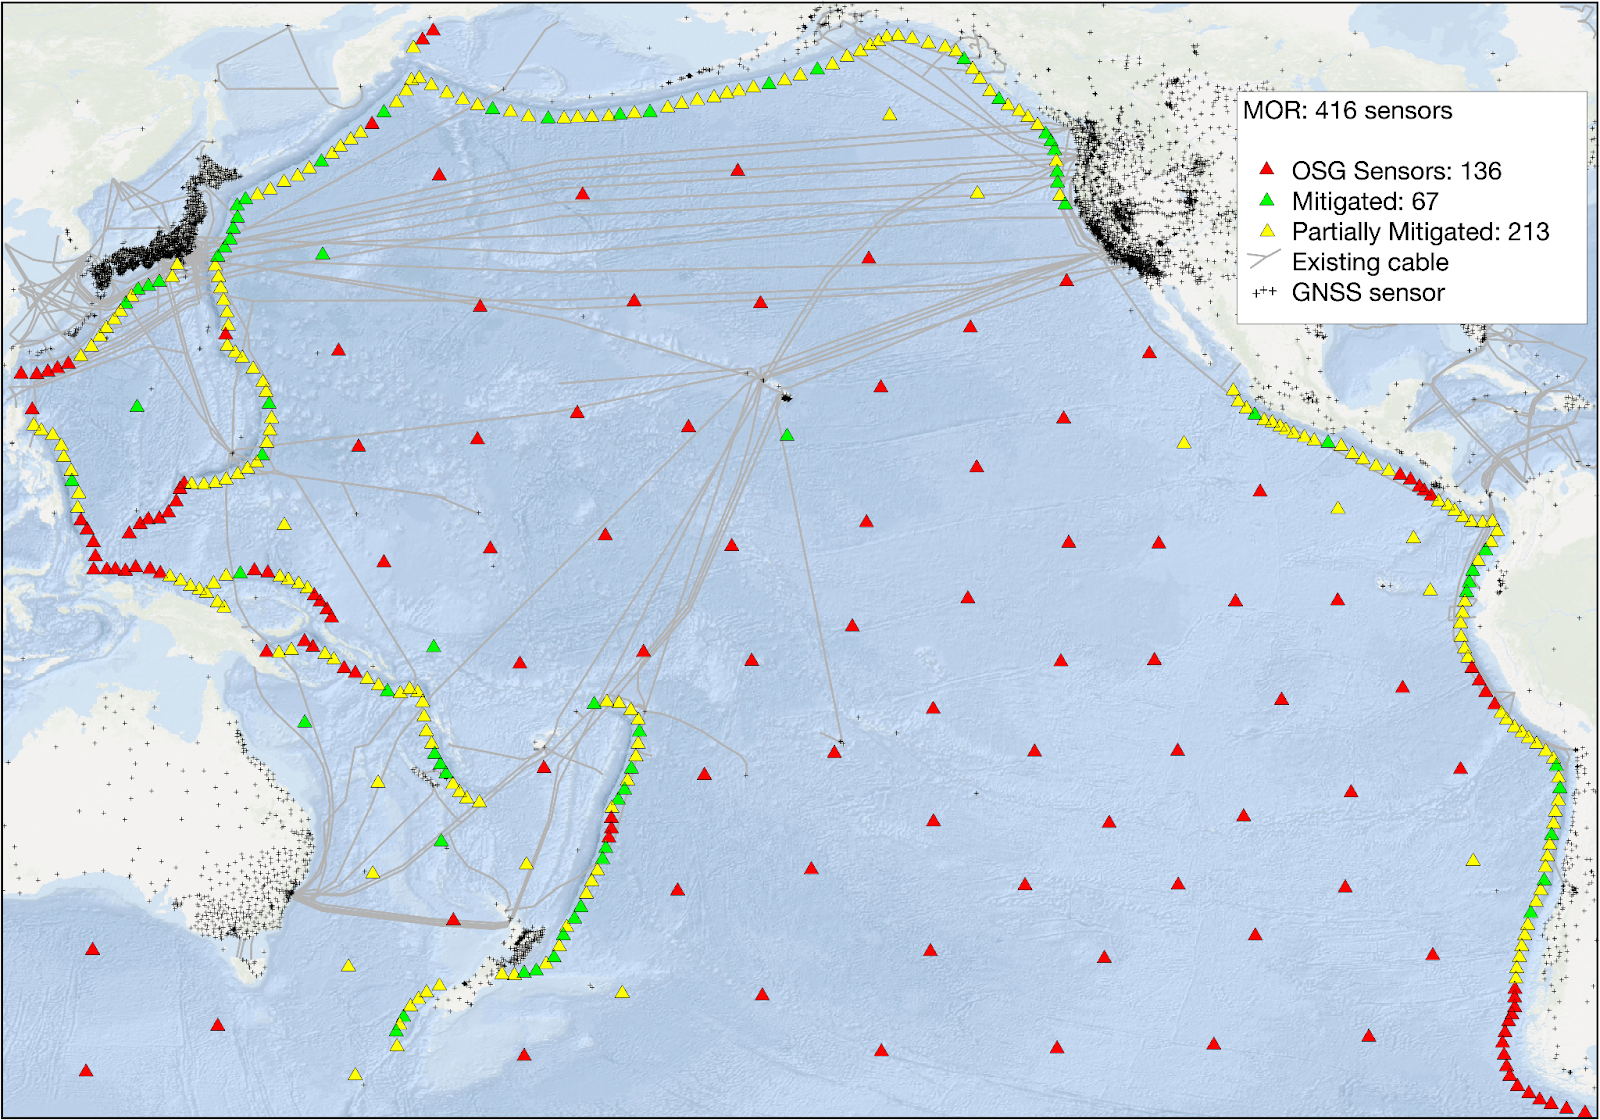 MOR: 416 sensors
OSG Sensors: 136
Mitigated: 67
Partially Mitigated: 213
Existing cable
GNSS sensor